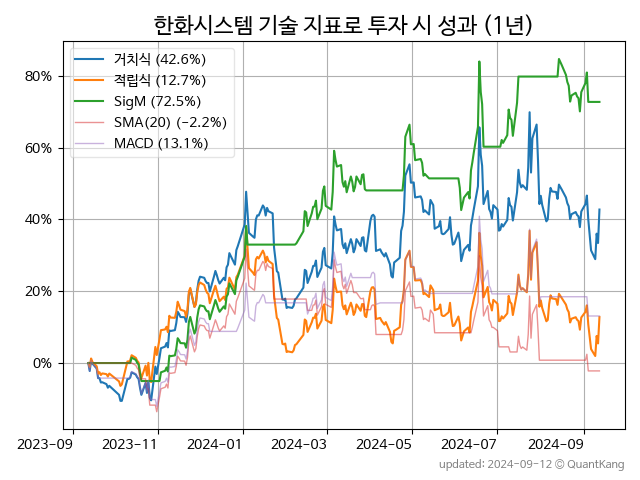 한화시스템 기술 지표로 투자 시 성과 (1년)
거치식 (42.6%)
적립식 (12.7%)
SigM (72.5%)
SMA(20) (-2.2%)
MACD (13.1%)
80%
60%
40%
20%
0%
2023-09 2023-11 2024-01 2024-03 2024-05 2024-07 2024-09
updated: 2024-09-12 © QuantKang